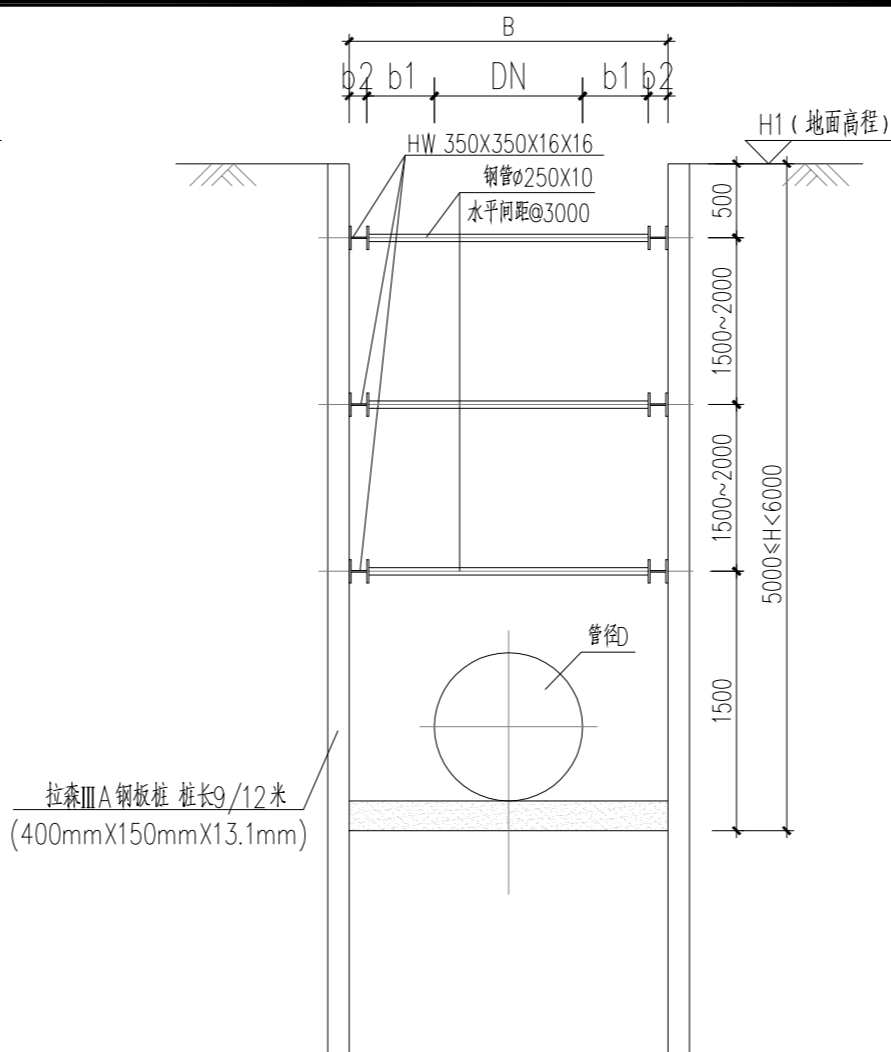 B
b2 b1 DN b1 b2
H1(地面高程)
HW 350X350X16X16
钢管ø250X10
水平间距@3000
500
1500~2000
1500~2000
5000≤H<6000
1500
管径D
拉森ⅢA钢板桩 桩长9/12米
(400mmX150mmX13.1mm)